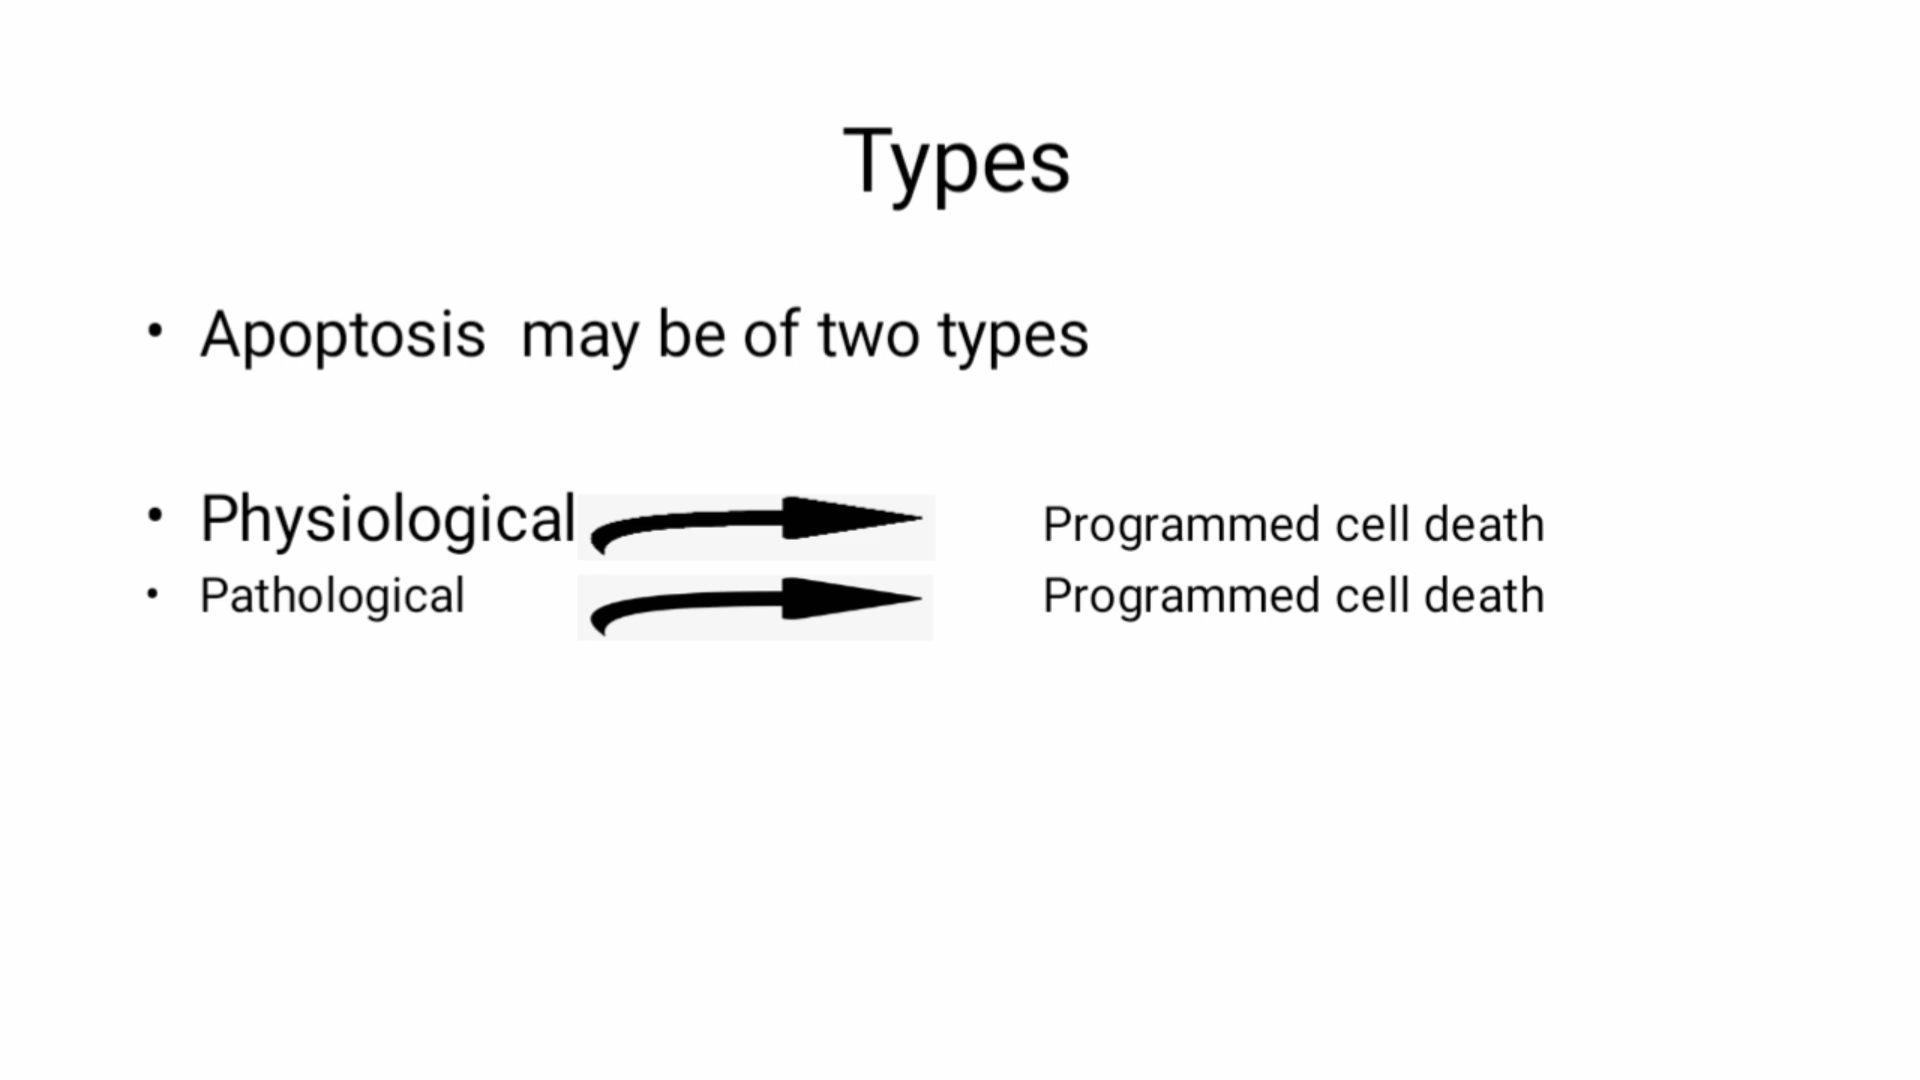 Types
• Apoptosis  may be of two types
• Physiological Programmed cell death
• Pathological Programmed cell death